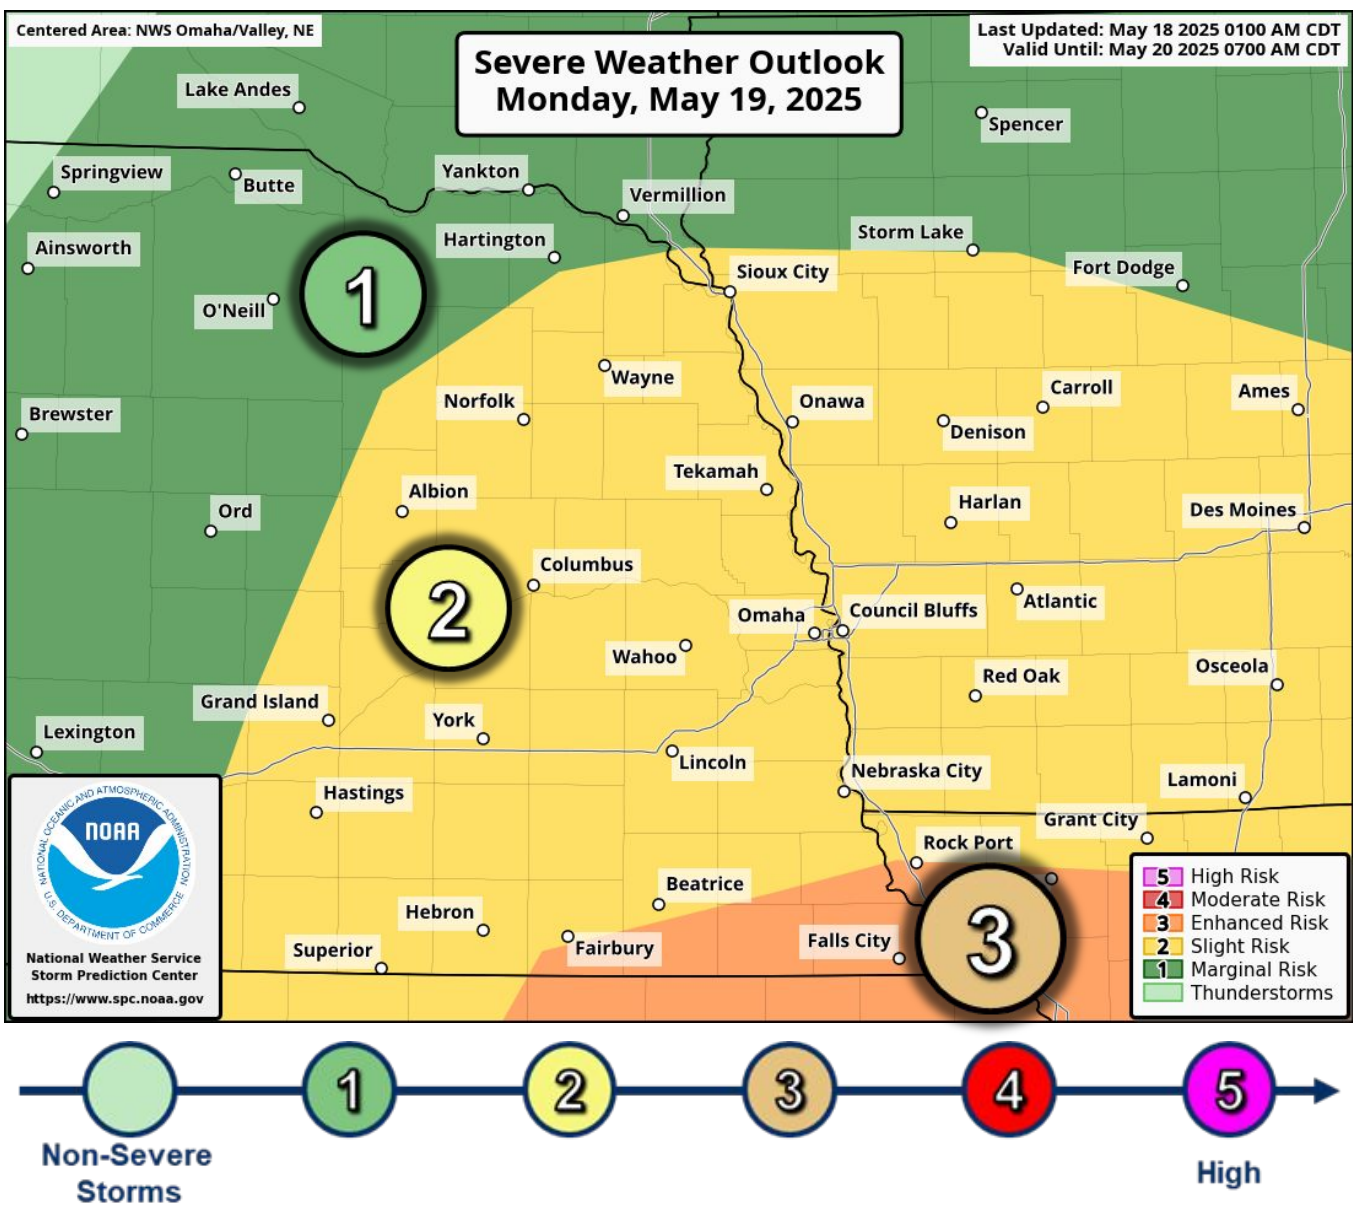 Centered Area: NWS Omaha/Valley, NE
Severe Weather Outlook
Monday, May 19, 2025
Last Updated: May 18 2025 0100 AM CDT
Valid Until: May 20 2025 0700 AM CDT
Lake Andes
Spencer
Springview
Butte
Yankton
Vermillion
Ainsworth
Hartington
Storm Lake
Sioux City
Fort Dodge
1
O'Neill
Wayne
Norfolk
Onawa
Carroll
Ames
Brewster
Denison
Tekamah
Albion
Harlan
Ord
Des Moines
Columbus
2
Omaha
Council Bluffs
Atlantic
Wahoo
Red Oak
Osceola
Grand Island
York
Lexington
Lincoln
Nebraska City
Lamoni
Hastings
Grant City
Rock Port
Beatrice
Hebron
Fairbury
Falls City
3
Superior
NATIONAL OCEANIC AND ATMOSPHERIC ADMINISTRATION
NOAA
U.S. DEPARTMENT OF COMMERCE
National Weather Service
Storm Prediction Center
https://www.spc.noaa.gov
5 High Risk
4 Moderate Risk
3 Enhanced Risk
2 Slight Risk
1 Marginal Risk
Thunderstorms
1 2 3 4 5
Non-Severe
Storms
High